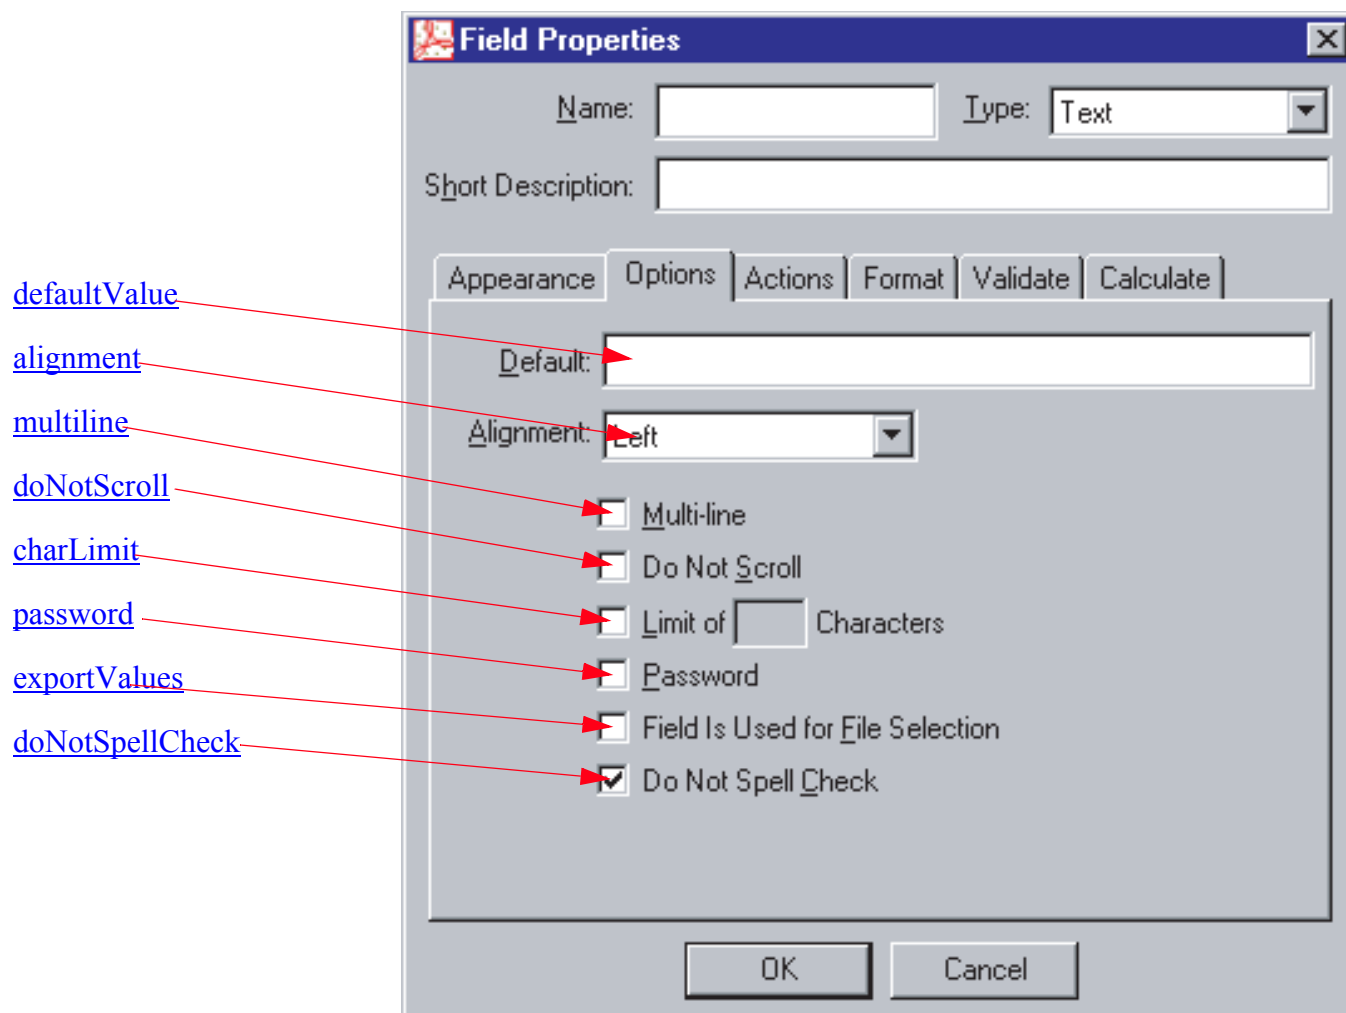 Field Properties
Name:
Type: Text
Short Description:
Appearance Options Actions Format Validate Calculate
defaultValue
Default:
alignment
Alignment: Left
multiline
Multi-line
doNotScroll
Do Not Scroll
charLimit
Limit of Characters
password
Password
exportValues
Field Is Used for File Selection
doNotSpellCheck
Do Not Spell Check
OK Cancel